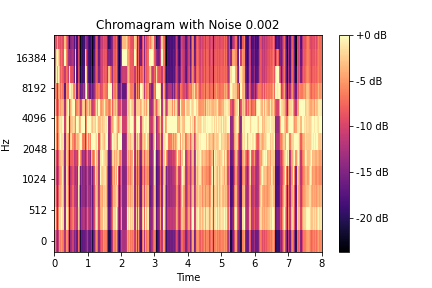 Chromagram with Noise 0.002
Hz
16384
8192
4096
2048
1024
512
0
0 1 2 3 4 5 6 7 8
Time
+0 dB
-5 dB
-10 dB
-15 dB
-20 dB